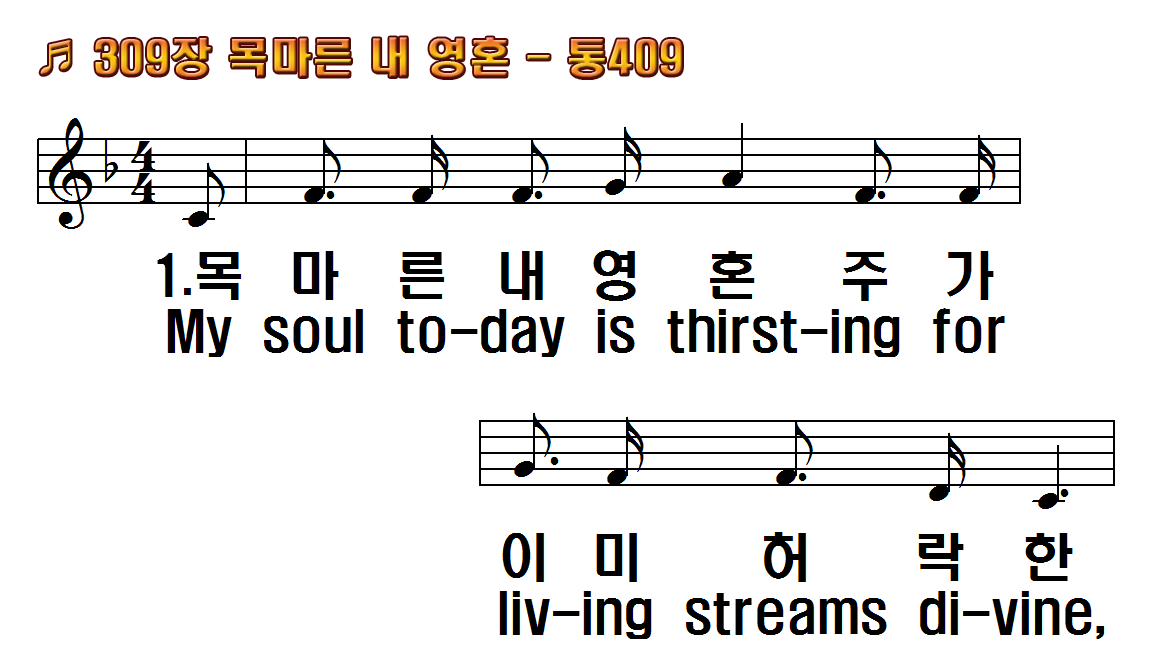 ♬ 309장 목마른 내 영혼 - 통409
4
4
1.목 마 른 내 영 혼 주 가
My soul to-day is thirst-ing for
이 미 허 락 한
liv-ing streams di-vine,